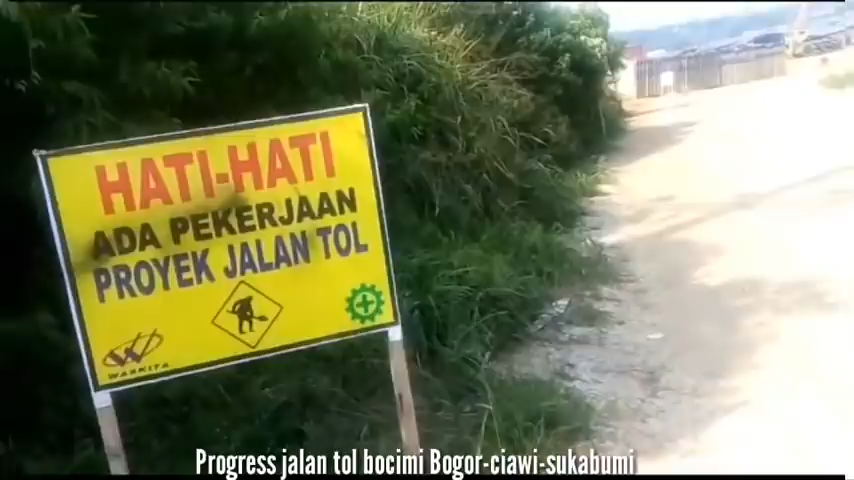 HATI-HATI
ADA PEKERJAAN
PROYEK JALAN TOL
WASKITA
Progress jalan tol bocimi Bogor-ciawi-sukabumi